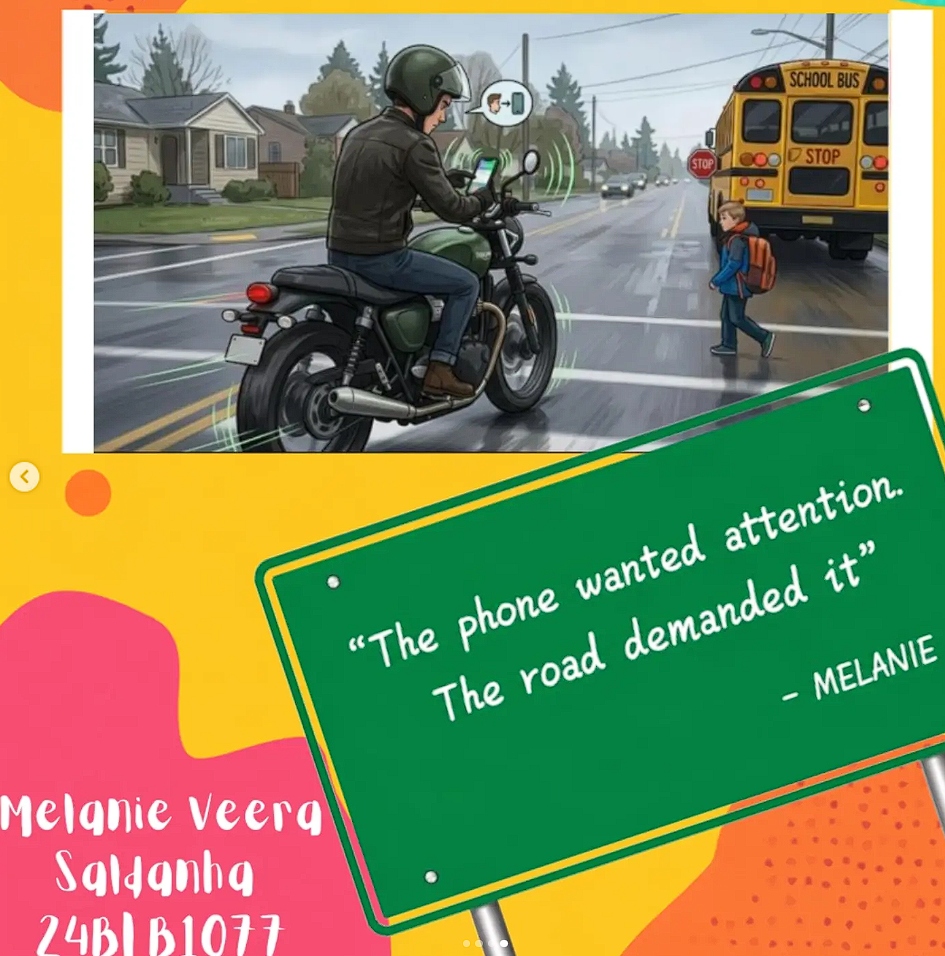 SCHOOL BUS
STOP
STOP
“The phone wanted attention.
The road demanded it”
– MELANIE
Melanie Veera
Saldanha
24BLB1077